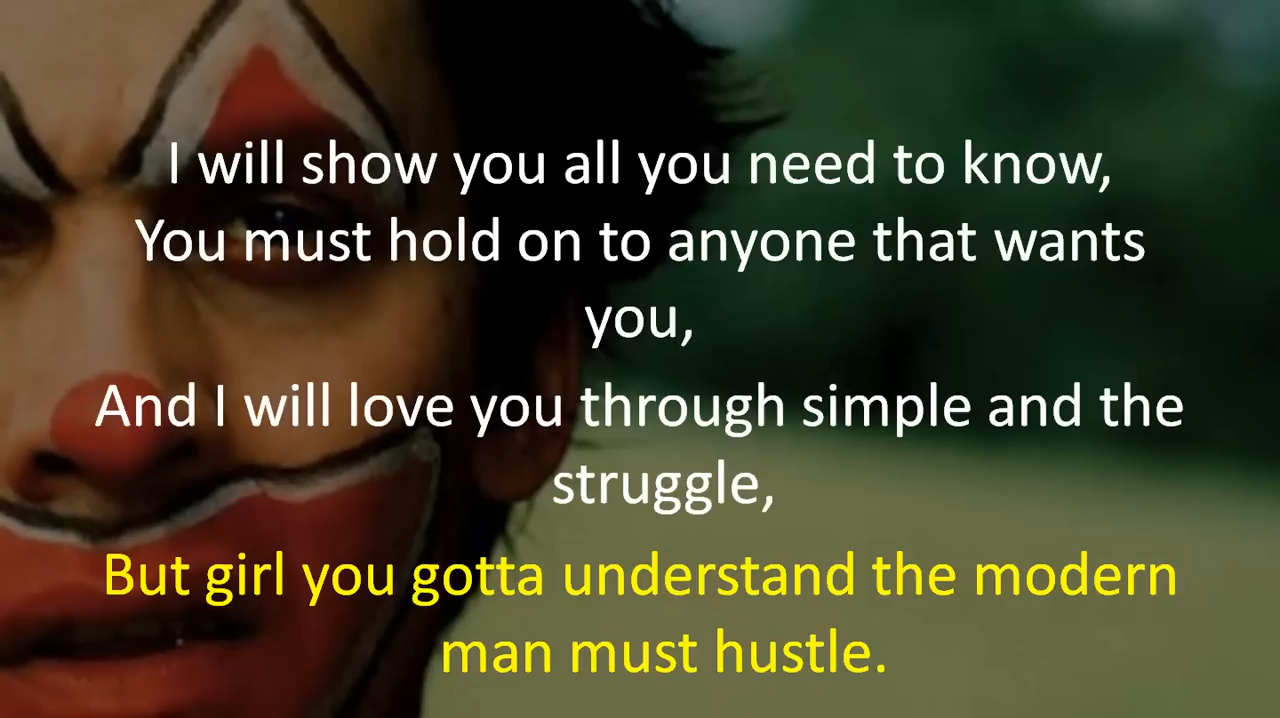 I will show you all you need to know,
You must hold on to anyone that wants
you,
And I will love you through simple and the
struggle,
But girl you gotta understand the modern
man must hustle.